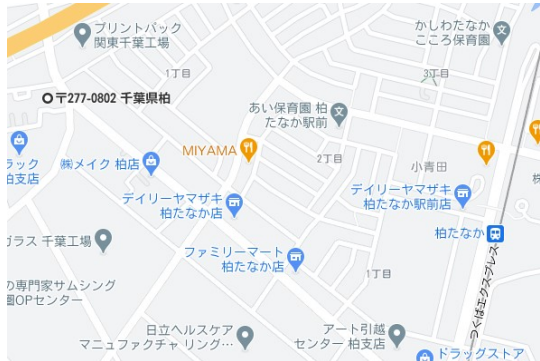 プリントパック
関東千葉工場
かしわたなか
こころ保育園
1丁目
3丁目
〒277-0802 千葉県柏
あい保育園 柏
たなか駅前
MIYAMA
2丁目
小青田
ラック
柏支店
㈱メイク 柏店
株
デイリーヤマザキ
柏たなか店
デイリーヤマザキ
柏たなか駅前店
柏たなか
ガラス 千葉工場
ファミリーマート
柏たなか店
つくばエクスプレス
1丁目
の専門家サムシング
圏OPセンター
日立ヘルスケア
マニュファクチャ リング…
アート引越
センター 柏支店
ドラッグストア